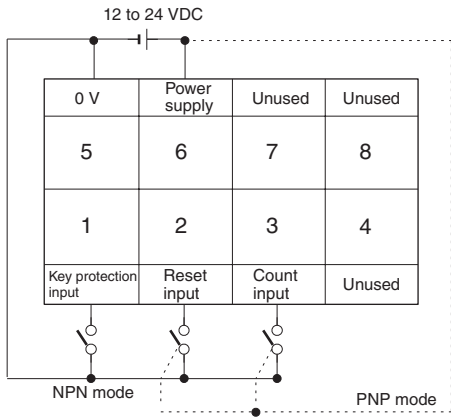 12 to 24 VDC
0 V
Power
supply
Unused
Unused
5
6
7
8
1
2
3
4
Key protection
input
Reset
input
Count
input
Unused
NPN mode
PNP mode